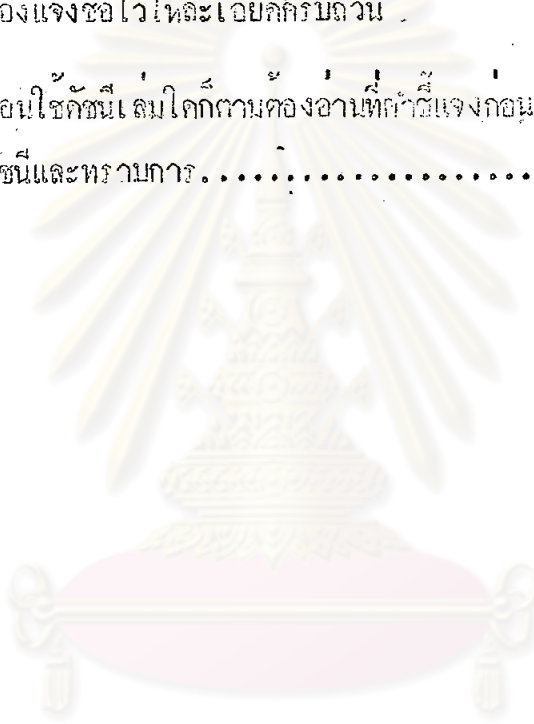 องแจ้งชื่อไว้ให้ละเอียดครบถ้วน
อนใช้ดัชนีเล่มใดก็ตามต้องอ่านที่คำชี้แจงก่อน
ชนีและทราบการ......................